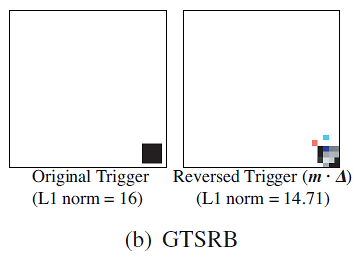 Original Trigger
(L1 norm = 16)
Reversed Trigger (m · Δ)
(L1 norm = 14.71)
(b) GTSRB